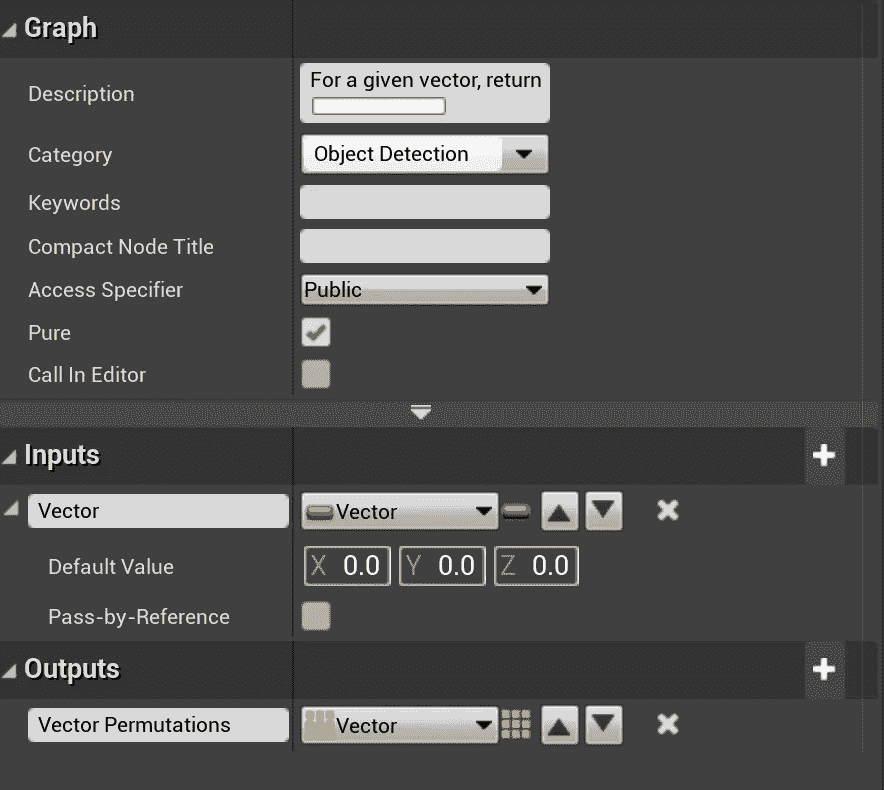 Graph
Description
For a given vector, return
Category
Object Detection
Keywords
Compact Node Title
Access Specifier
Public
Pure
Call In Editor
Inputs
Vector
Vector
Default Value
X 0.0 Y 0.0 Z 0.0
Pass-by-Reference
Outputs
Vector Permutations
Vector